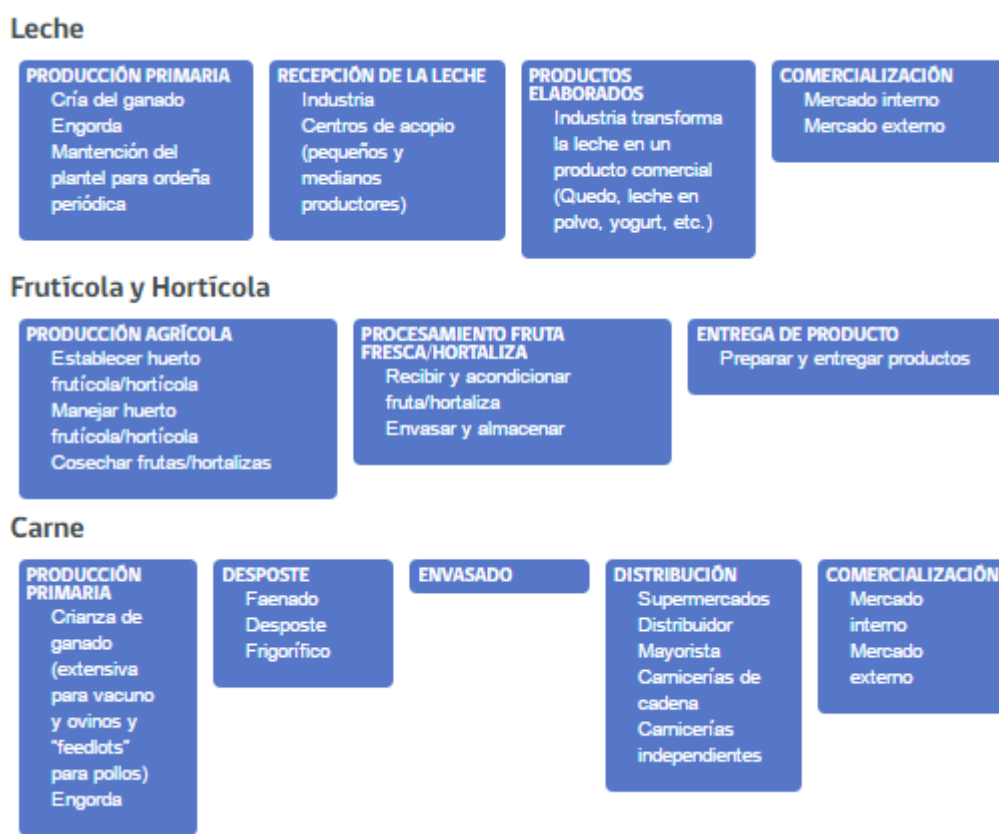 Leche
PRODUCCIÓN PRIMARIA
Cría del ganado
Engorda
Mantención del
plantel para ordeña
periódica
RECEPCIÓN DE LA LECHE
Industria
Centros de acopio
(pequeños y
medianos
productores)
PRODUCTOS
ELABORADOS
Industria transforma
la leche en un
producto comercial
(Quedo, leche en
polvo, yogurt, etc.)
COMERCIALIZACIÓN
Mercado interno
Mercado externo
Frutícola y Hortícola
PRODUCCIÓN AGRÍCOLA
Establecer huerto
frutícola/hortícola
Manejar huerto
frutícola/hortícola
Cosechar frutas/hortalizas
PROCESAMIENTO FRUTA
FRESCA/HORTALIZA
Recibir y acondicionar
fruta/hortaliza
Envasar y almacenar
ENTREGA DE PRODUCTO
Preparar y entregar productos
Carne
PRODUCCIÓN
PRIMARIA
Crianza de
ganado
(extensiva
para vacuno
y ovinos y
"feedlots"
para pollos)
Engorda
DESPOSTE
Faenado
Desposte
Frigorífico
ENVASADO
DISTRIBUCIÓN
Supermercados
Distribuidor
Mayorista
Carnicerías de
cadena
Carnicerías
independientes
COMERCIALIZACIÓN
Mercado
interno
Mercado
externo